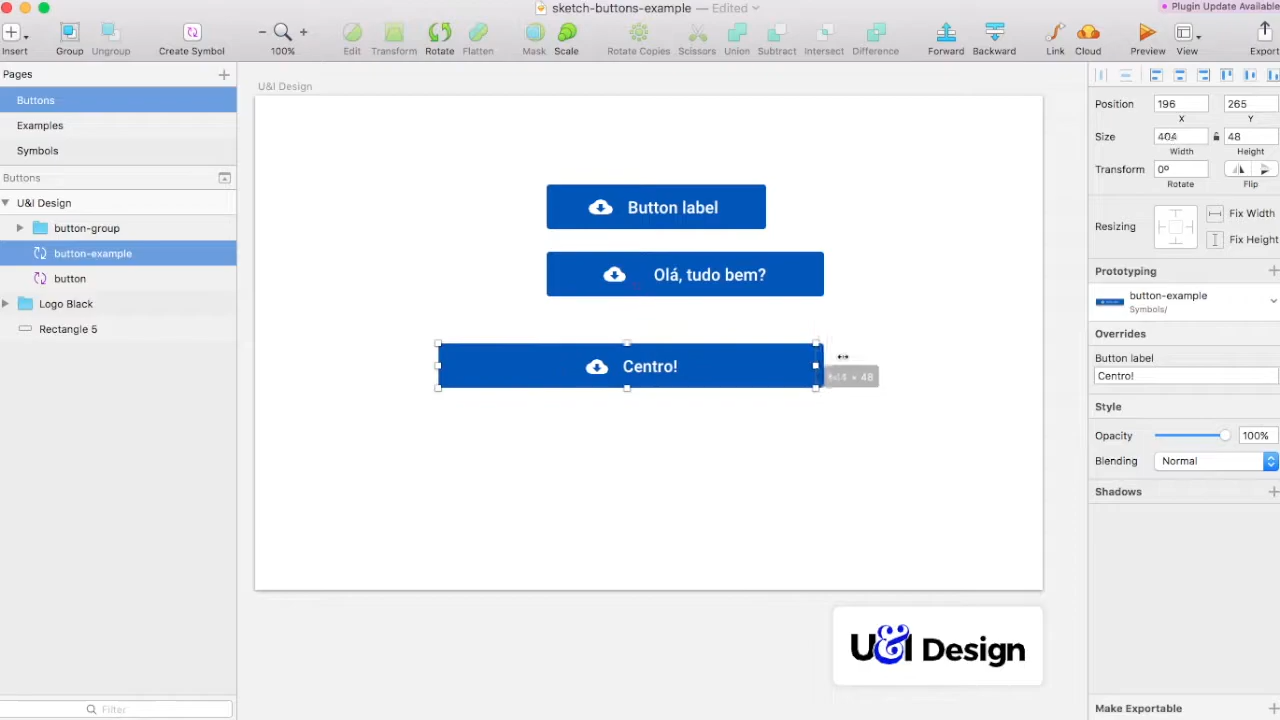 sketch-buttons-example — Edited
Plugin Update Available
Insert
Group
Ungroup
Create Symbol
100%
Edit
Transform
Rotate
Flatten
Mask
Scale
Rotate Copies
Scissors
Union
Subtract
Intersect
Difference
Forward
Backward
Link
Cloud
Preview
View
Export
Pages
Buttons
Examples
Symbols
Buttons
U&I Design
button-group
button-example
button
Logo Black
Rectangle 5
Filter
U&I Design
Button label
Olá, tudo bem?
Centro!
U&I Design
Position
196
265
X
Y
Size
404
48
Width
Height
Transform
0º
Rotate
Flip
Resizing
Fix Width
Fix Height
Prototyping
button-example
Symbols/
Overrides
Button label
Centro!
Style
Opacity
100%
Blending
Normal
Shadows
Make Exportable